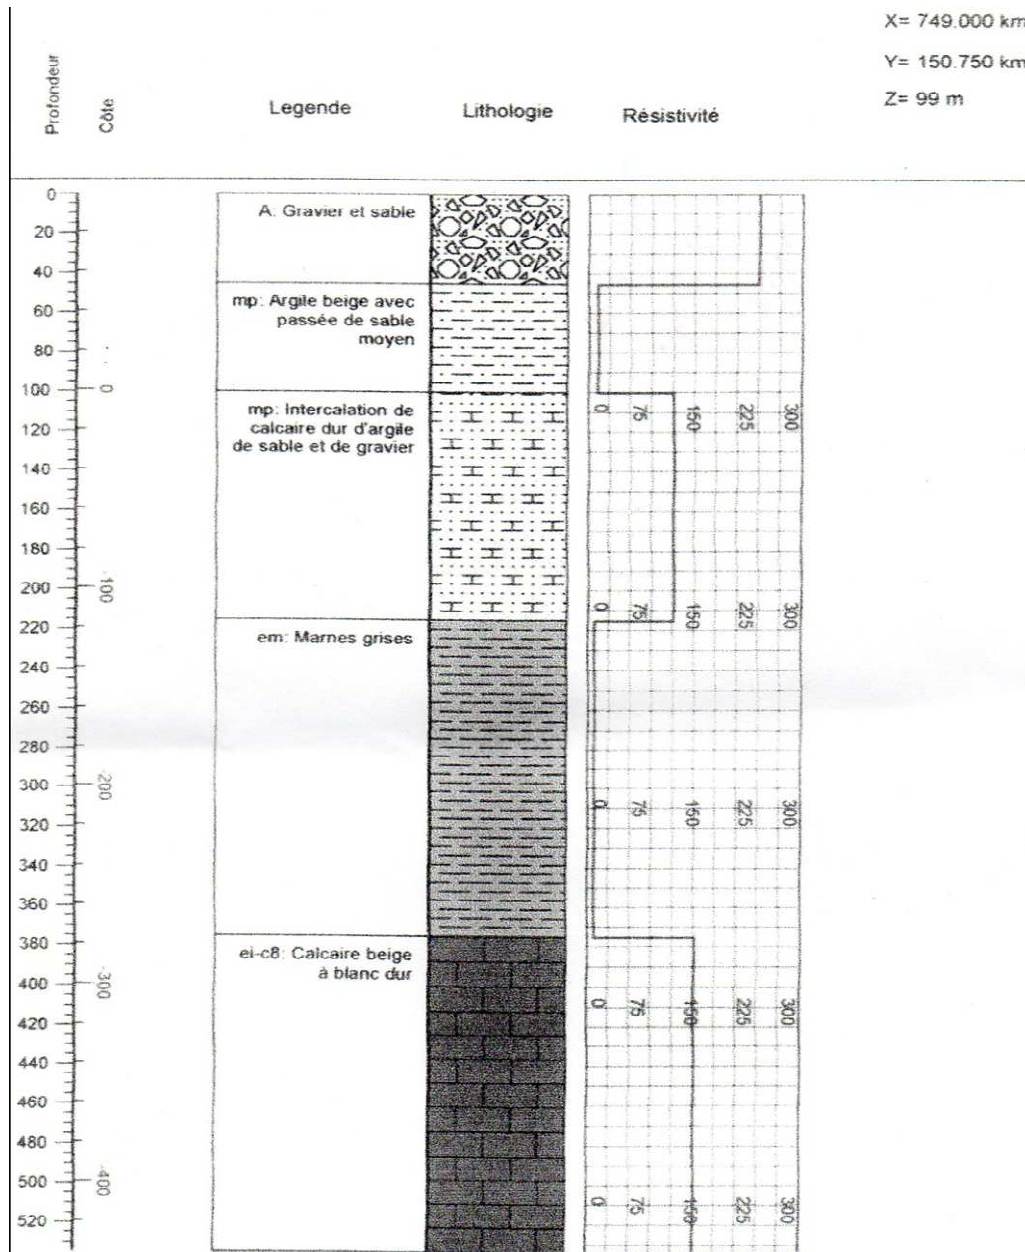 X= 749.000 km
Y= 150.750 km
Z= 99 m
Profondeur
Côte
Legende
Lithologie
Résistivité
0
20
40
60
80
100
120
140
160
180
200
220
240
260
280
300
320
340
360
380
400
420
440
460
480
500
520
0
-100
-200
-300
-400
A: Gravier et sable
mp: Argile beige avec
passée de sable
moyen
mp: Intercalation de
calcaire dur d'argile
de sable et de gravier
em: Marnes grises
ei-c8: Calcaire beige
à blanc dur
0 75 150 225 300
0 75 150 225 300
0 75 150 225 300
0 75 150 225 300
0 75 150 225 300